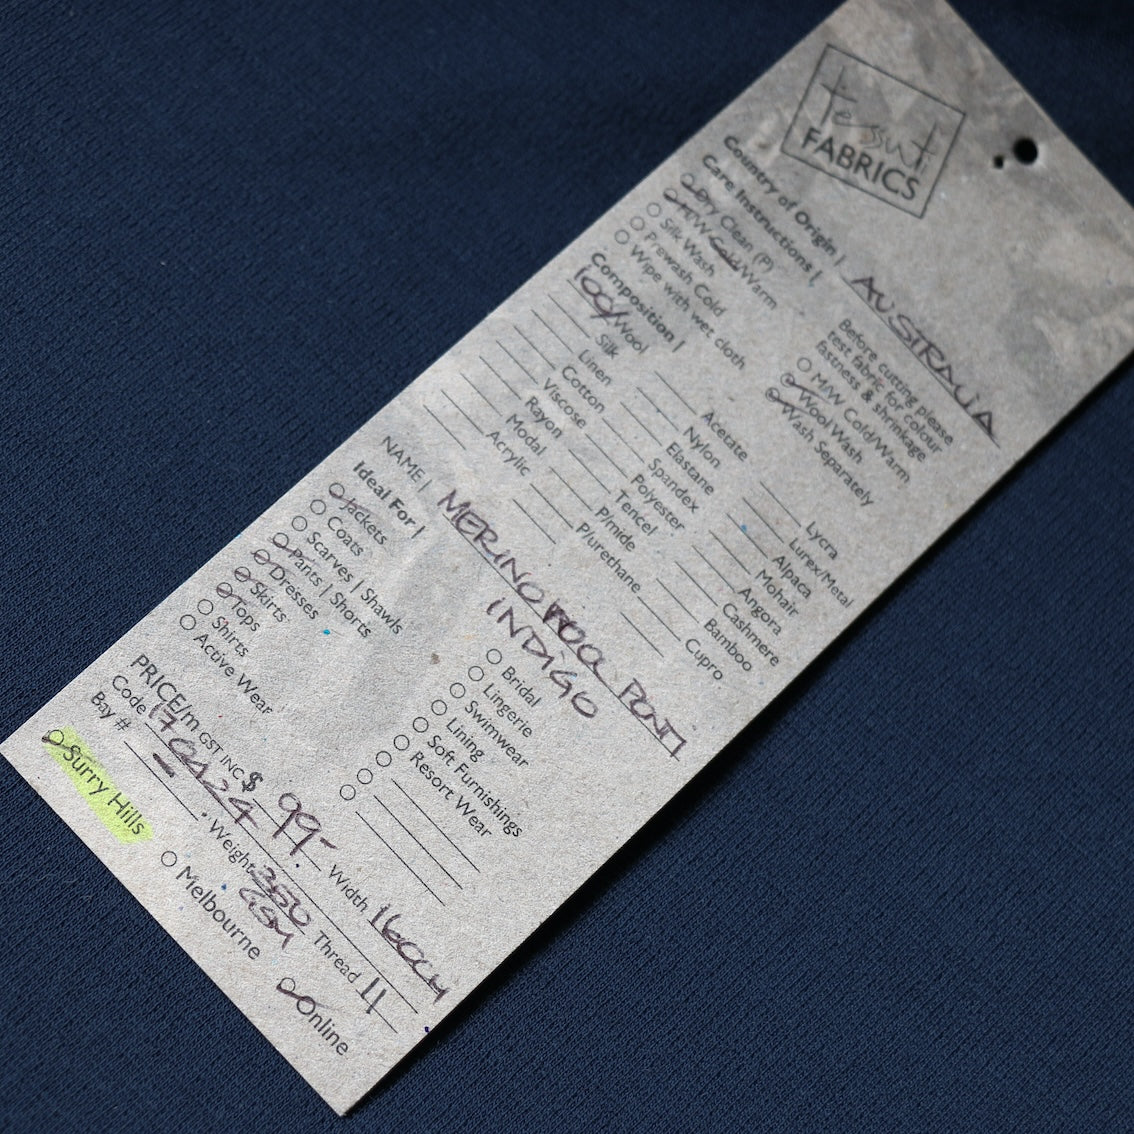 tessuti
FABRICS
Country of Origin | AUSTRALIA
Care Instructions |
Dry Clean (P)
H/W Cold/Warm
Silk Wash
Prewash Cold
Wipe with wet cloth
Before cutting please
test fabric for colour
fastness & shrinkage
M/W Cold/Warm
Wool Wash
Wash Separately
Composition |
100% Wool
Silk
Linen
Cotton
Viscose
Rayon
Modal
Acrylic
Acetate
Nylon
Elastane
Spandex
Polyester
Tencel
P/mide
P/urethane
Lycra
Lurex/Metal
Alpaca
Mohair
Angora
Cashmere
Bamboo
Cupro
NAME | MERINO WOOL PONTI
INDIGO
Ideal For |
Jackets
Coats
Scarves | Shawls
Pants | Shorts
Dresses
Skirts
Tops
Shirts
Active Wear
Bridal
Lingerie
Swimwear
Lining
Soft Furnishings
Resort Wear
PRICE/m GST INC $ 99- Width 160CM
Code 170424 Weight 350 GSM Thread 11
Bay # -
Surry Hills
Melbourne
Online